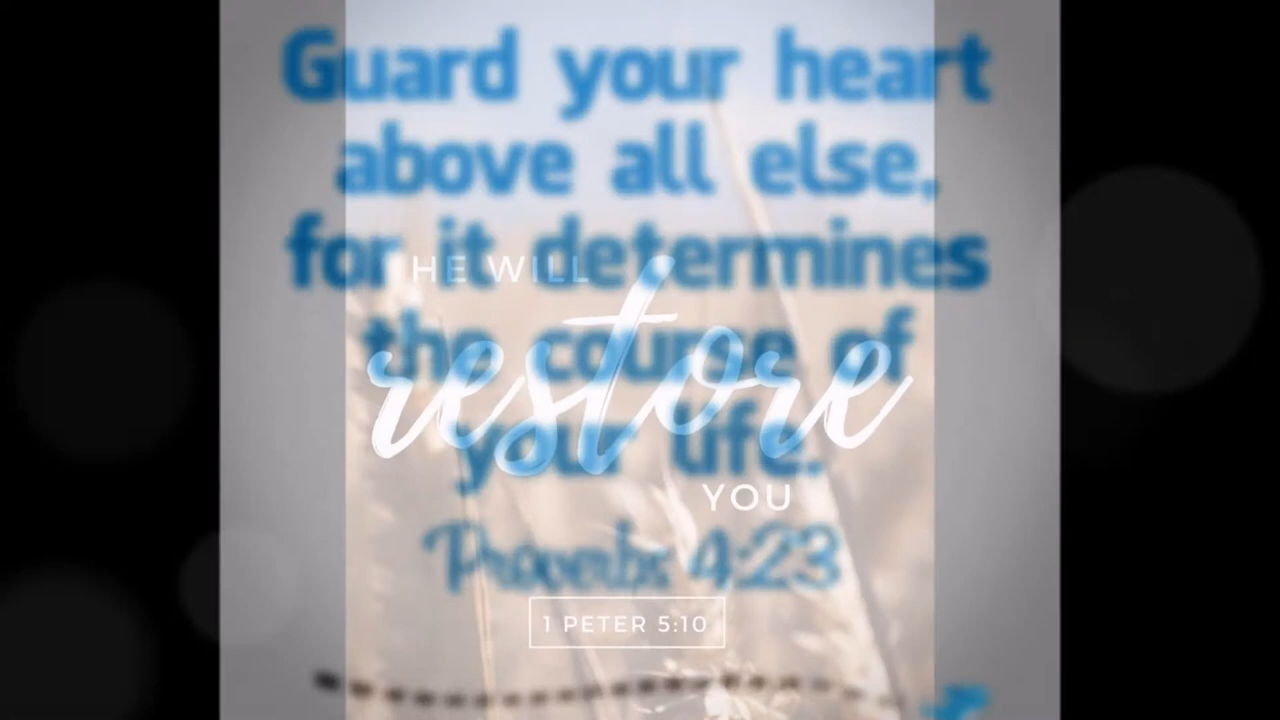 Guard your heart
above all else,
for it determines
the course of
your life.
Proverbs 4:23
HE WILL
restore
YOU
1 PETER 5:10